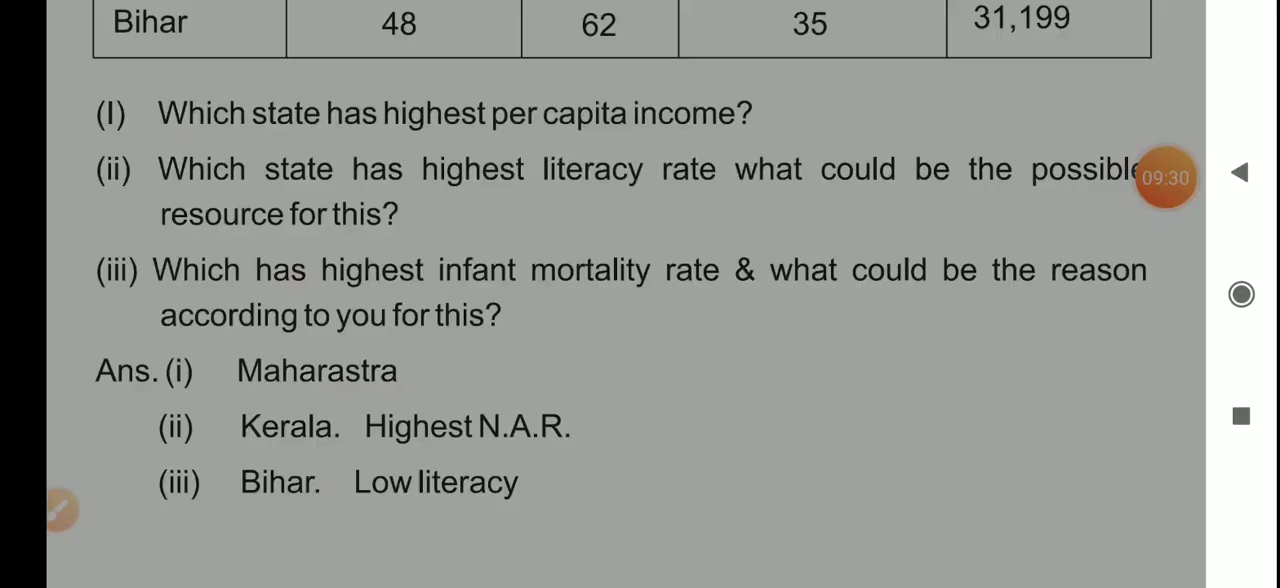 Bihar 48 62 35 31,199
(I) Which state has highest per capita income?
(ii) Which state has highest literacy rate what could be the possible
09:30
resource for this?
(iii) Which has highest infant mortality rate & what could be the reason
according to you for this?
Ans. (i) Maharastra
(ii) Kerala. Highest N.A.R.
(iii) Bihar. Low literacy